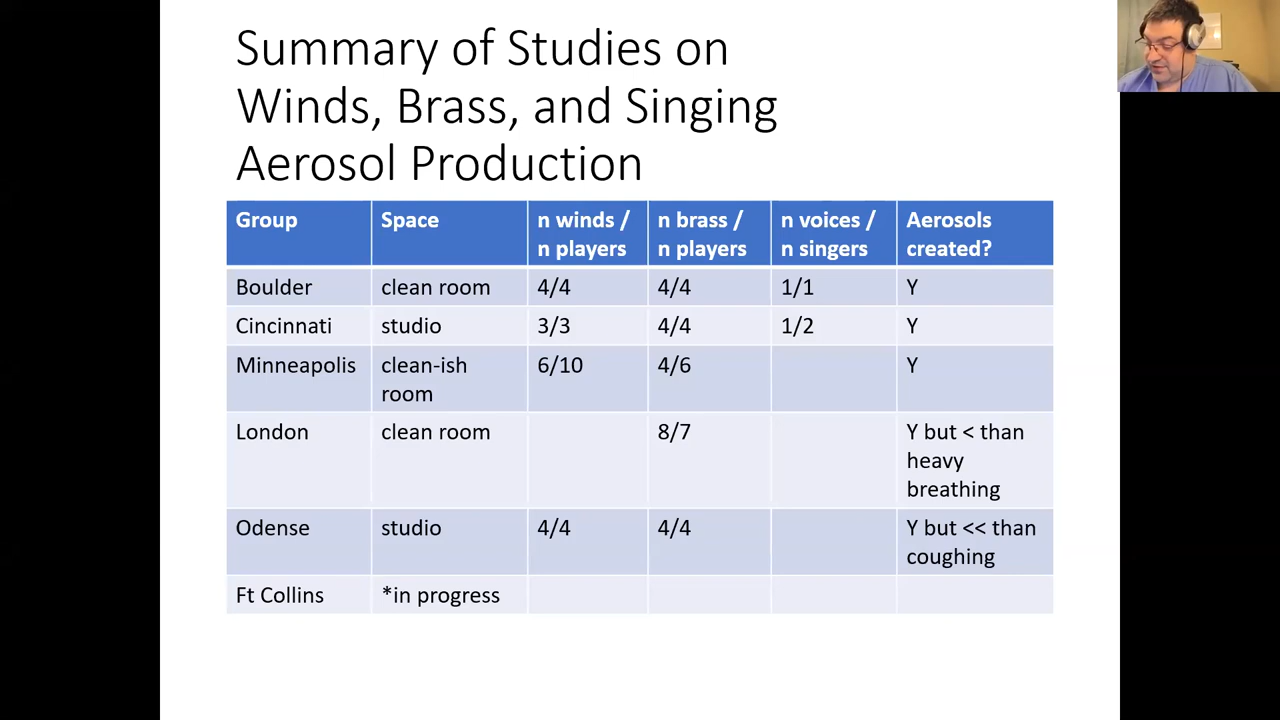 Summary of Studies on
Winds, Brass, and Singing
Aerosol Production
Group Space n winds / n brass / n voices / Aerosols
n players n players n singers created?
Boulder clean room 4/4 4/4 1/1 Y
Cincinnati studio 3/3 4/4 1/2 Y
Minneapolis clean-ish 6/10 4/6 Y
room
London clean room 8/7 Y but < than
heavy
breathing
Odense studio 4/4 4/4 Y but << than
coughing
Ft Collins *in progress